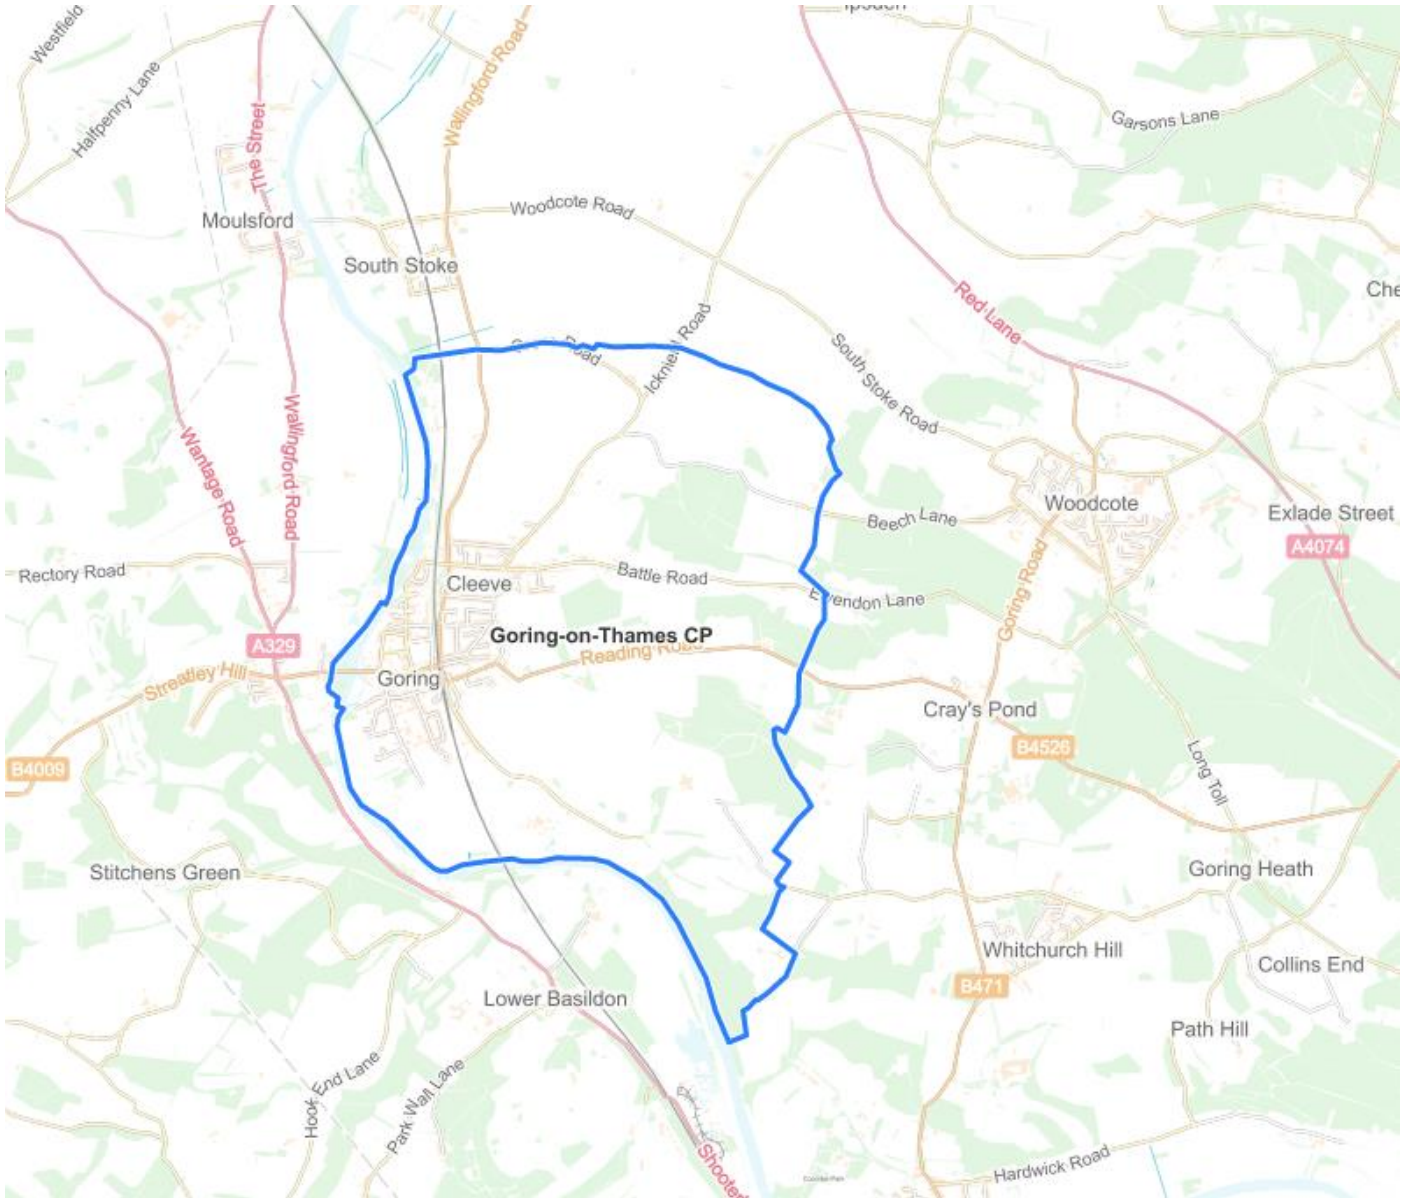 Ipsden
Westfield
Halfpenny Lane
The Street
Wallingford Road
Garsons Lane
Woodcote Road
Moulsford
South Stoke
Red Lane
Che
Icknield Road
Road
South Stoke Road
Wantage Road
Wallingford Road
Woodcote
Exlade Street
Beech Lane
A4074
Rectory Road
Cleeve
Battle Road
Elvendon Lane
Goring Road
A329
Goring-on-Thames CP
Reading Road
Streatley Hill
Goring
Cray's Pond
B4526
B4009
Long Toll
Stitchens Green
Goring Heath
Whitchurch Hill
Collins End
B471
Lower Basildon
Path Hill
Hook End Lane
Park Wall Lane
Shooter
Hardwick Road